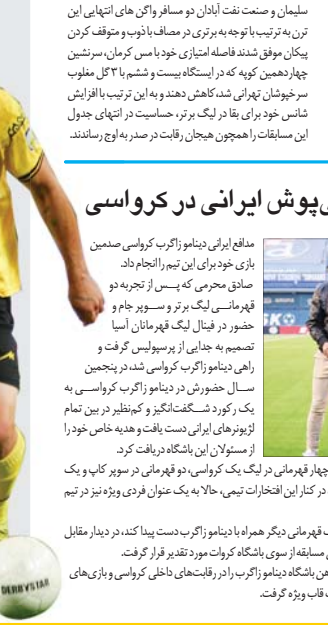 سلیمان و صنعت نفت آبادان دو مسافر واگن های انتهایی این
ترن به ترتیب با توجه به برتری در مصاف با ذوب و متوقف کردن
پیکان موفق شدند فاصله امتیازی خود با مس کرمان، سرنشین
چهاردهمین کوپه که در ایستگاه بیست و ششم با ۳ گل مغلوب
سرخپوشان تهرانی شد، کاهش دهند و به این ترتیب با افزایش
شانس خود برای بقا در لیگ برتر، حساسیت در انتهای جدول
این مسابقات را همچون هیجان رقابت در صدر به اوج رساندند.
پوش ایرانی در کرواسی
مدافع ایرانی دینامو زاگرب کرواسی صدمین
بازی خود برای این تیم را انجام داد.
صادق محرمی که پس از تجربه دو
قهرمانی لیگ برتر و سوپر جام و
حضور در فینال لیگ قهرمانان آسیا
تصمیم به جدایی از پرسپولیس گرفت و
راهی دینامو زاگرب کرواسی شد، در پنجمین
سال حضورش در دینامو زاگرب کرواسی به
یک رکورد شگفت‌انگیز و کم‌نظیر در بین تمام
لژیونرهای ایرانی دست یافت و هدیه خاص خود را
از مسئولان این باشگاه دریافت کرد.
چهار قهرمانی در لیگ یک کرواسی، دو قهرمانی در سوپر کاپ و یک
در کنار این افتخارات تیمی، حالا به یک عنوان فردی ویژه نیز در تیم
قهرمانی دیگر همراه با دینامو زاگرب دست پیدا کند، در دیدار مقابل
مسابقه از سوی باشگاه کروات مورد تقدیر قرار گرفت.
باشگاه دینامو زاگرب را در رقابت‌های داخلی کرواسی و بازی‌های
قاب ویژه گرفت.
DERBYSTAR